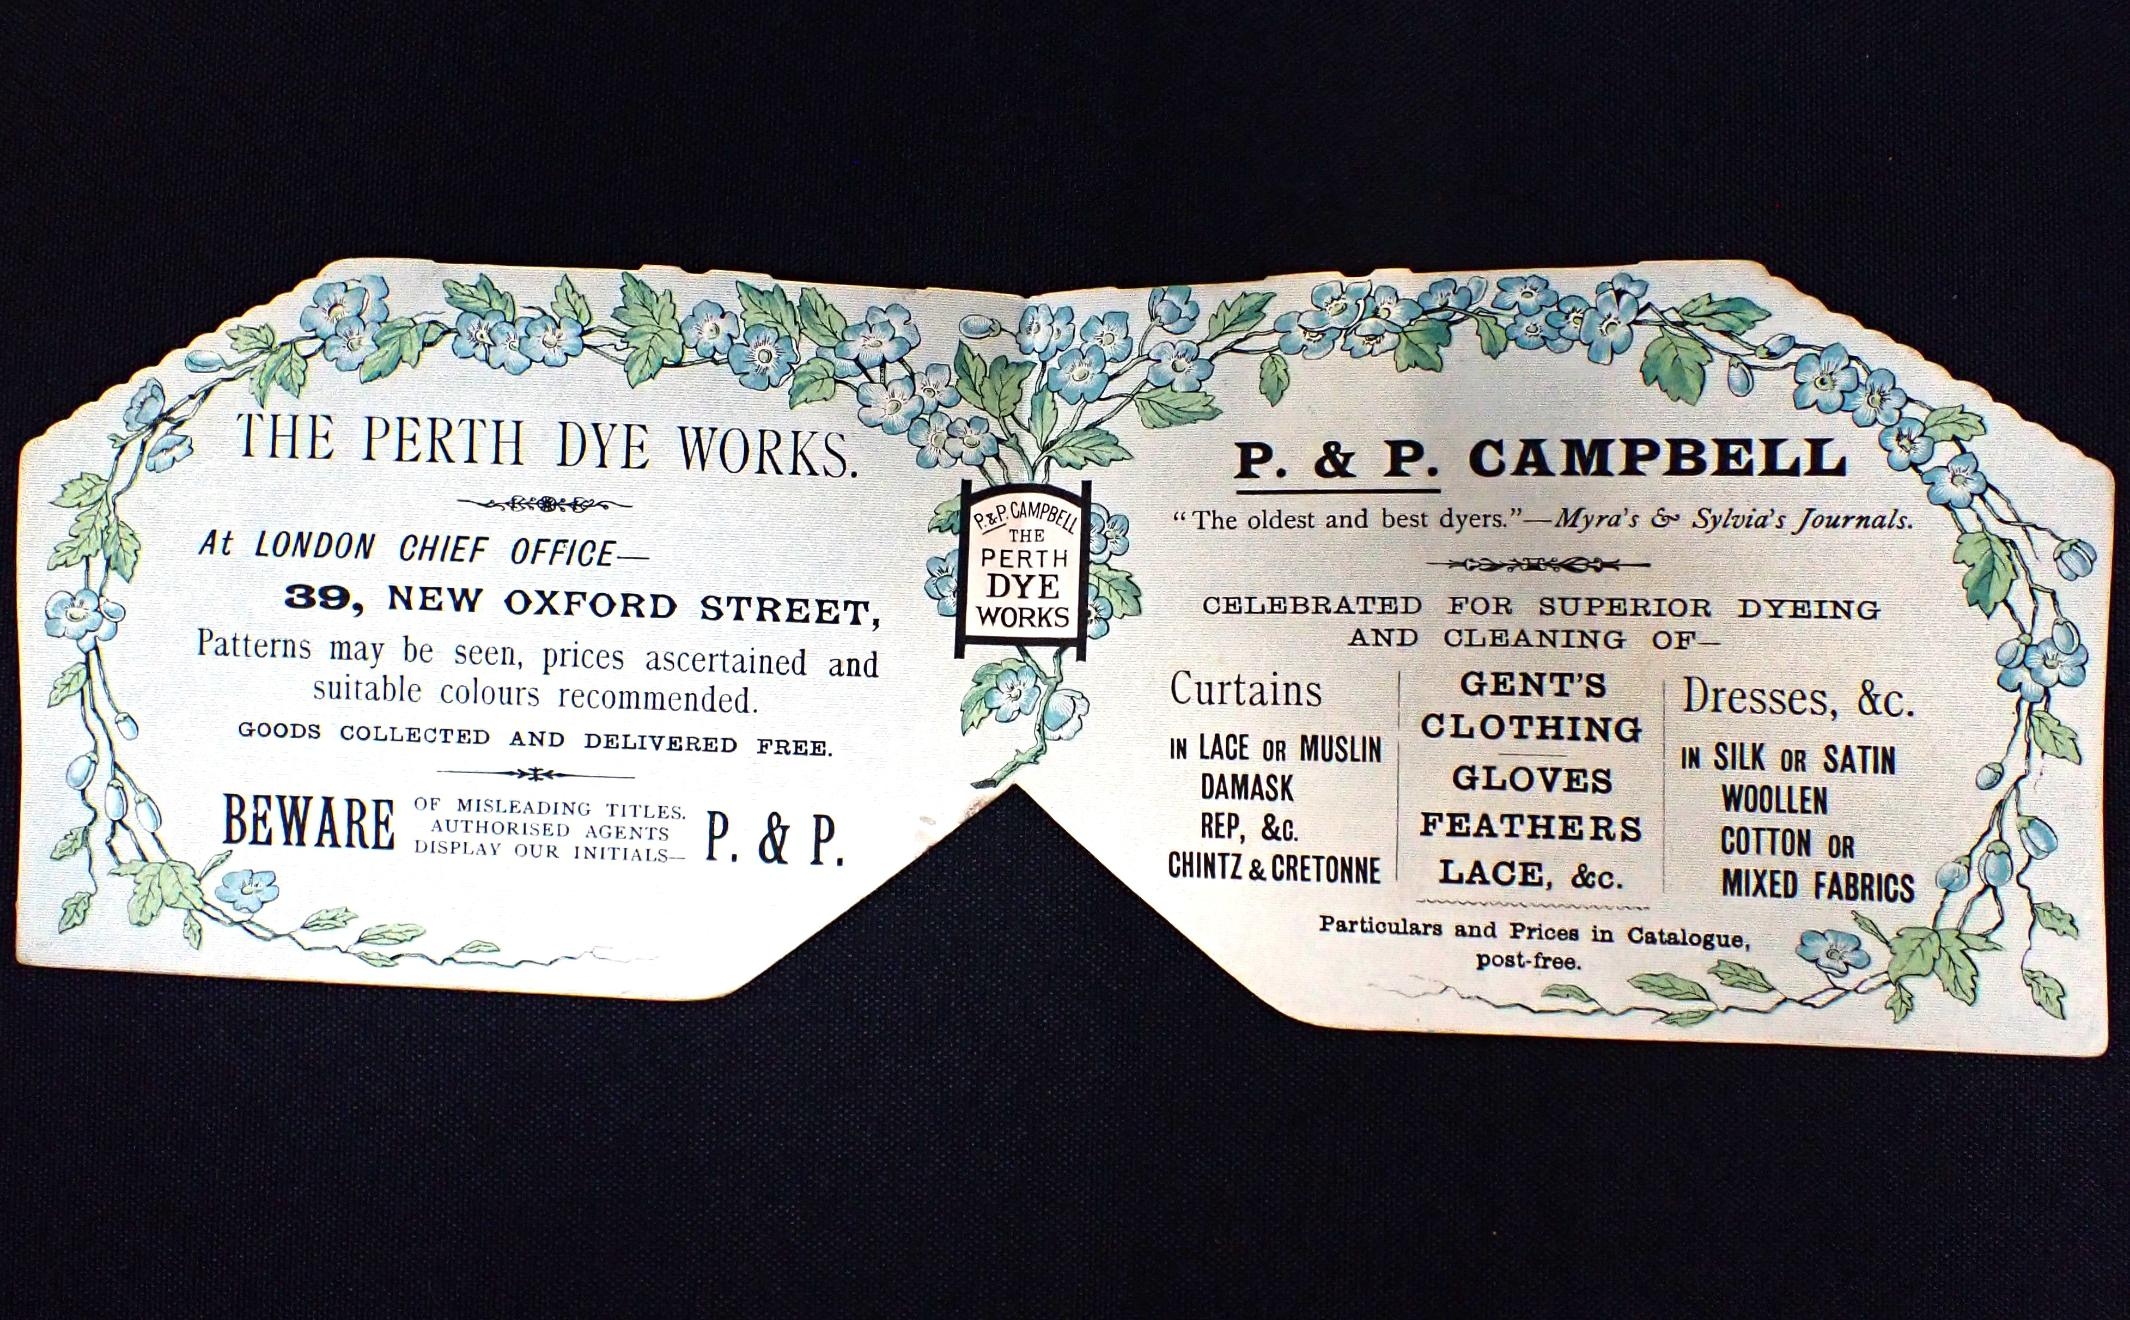 THE PERTH DYE WORKS.
At LONDON CHIEF OFFICE—
39, NEW OXFORD STREET,
Patterns may be seen, prices ascertained and
suitable colours recommended.
GOODS COLLECTED AND DELIVERED FREE.
BEWARE
OF MISLEADING TITLES.
AUTHORISED AGENTS
DISPLAY OUR INITIALS—
P. & P.
P. & P. CAMPBELL
THE
PERTH
DYE
WORKS
P. & P. CAMPBELL
“The oldest and best dyers.”—Myra's & Sylvia's Journals.
CELEBRATED FOR SUPERIOR DYEING
AND CLEANING OF—
Curtains
IN LACE OR MUSLIN
DAMASK
REP, &c.
CHINTZ & CRETONNE
GENT'S
CLOTHING
GLOVES
FEATHERS
LACE, &c.
Dresses, &c.
IN SILK OR SATIN
WOOLLEN
COTTON OR
MIXED FABRICS
Particulars and Prices in Catalogue,
post-free.